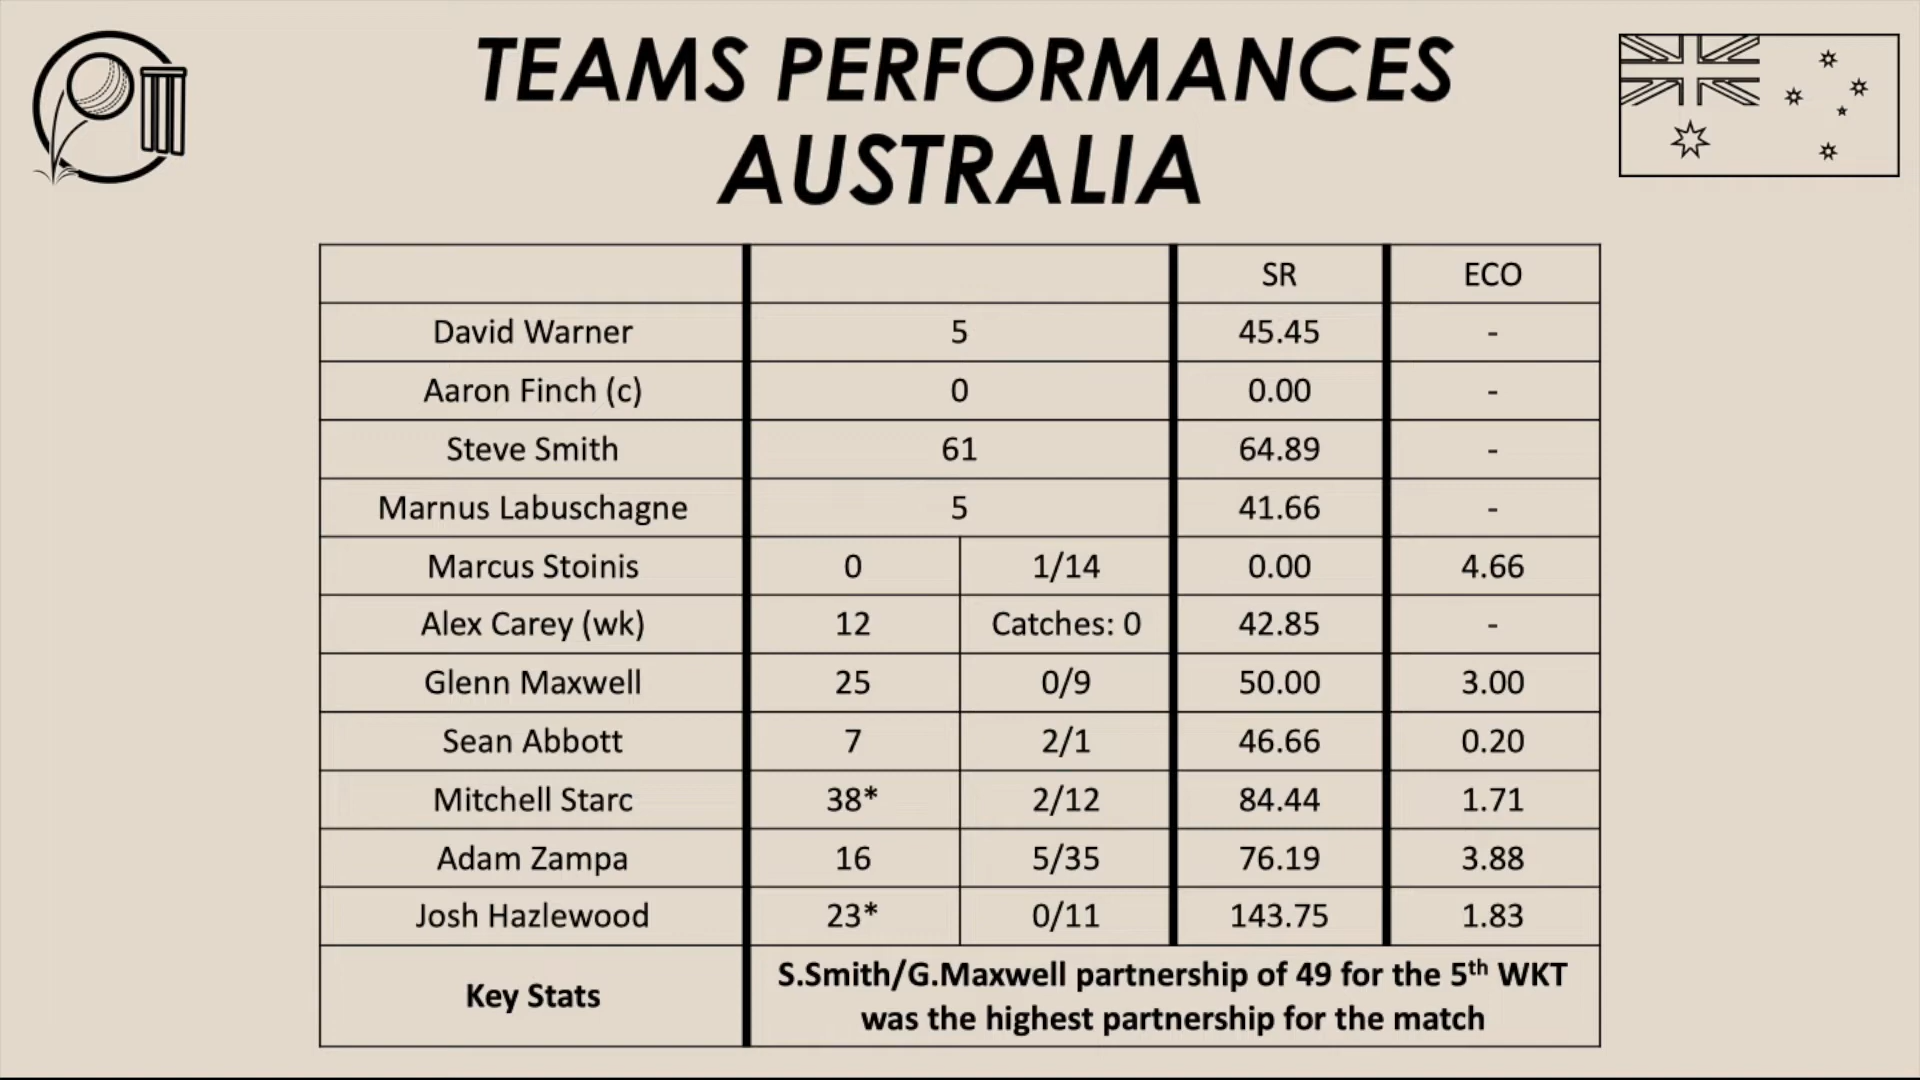 TEAMS PERFORMANCES
AUSTRALIA
SR ECO
David Warner 5 45.45 -
Aaron Finch (c) 0 0.00 -
Steve Smith 61 64.89 -
Marnus Labuschagne 5 41.66 -
Marcus Stoinis 0 1/14 0.00 4.66
Alex Carey (wk) 12 Catches: 0 42.85 -
Glenn Maxwell 25 0/9 50.00 3.00
Sean Abbott 7 2/1 46.66 0.20
Mitchell Starc 38* 2/12 84.44 1.71
Adam Zampa 16 5/35 76.19 3.88
Josh Hazlewood 23* 0/11 143.75 1.83
Key Stats
S.Smith/G.Maxwell partnership of 49 for the 5th WKT
was the highest partnership for the match